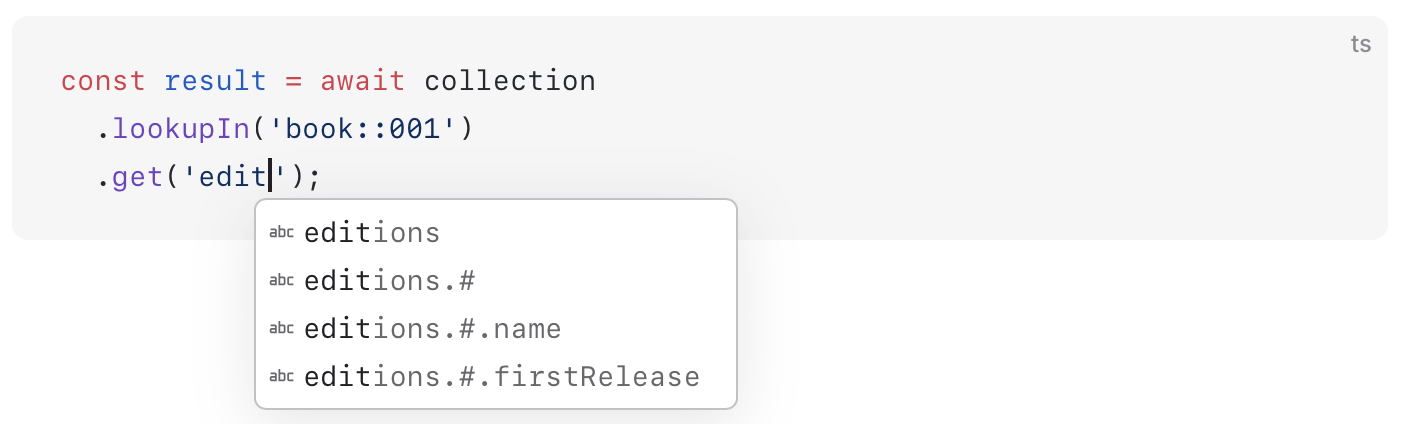 ts
const result = await collection
.lookupIn('book::001')
.get('edit');
abc editions
abc editions.#
abc editions.#.name
abc editions.#.firstRelease